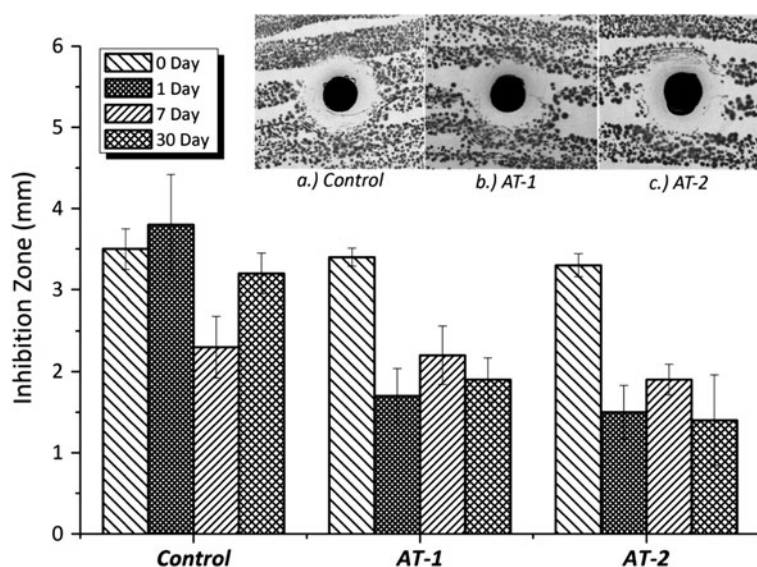 0 Day
1 Day
7 Day
30 Day
a.) Control
b.) AT-1
c.) AT-2
Inhibition Zone (mm)
6
5
4
3
2
1
0
Control
AT-1
AT-2